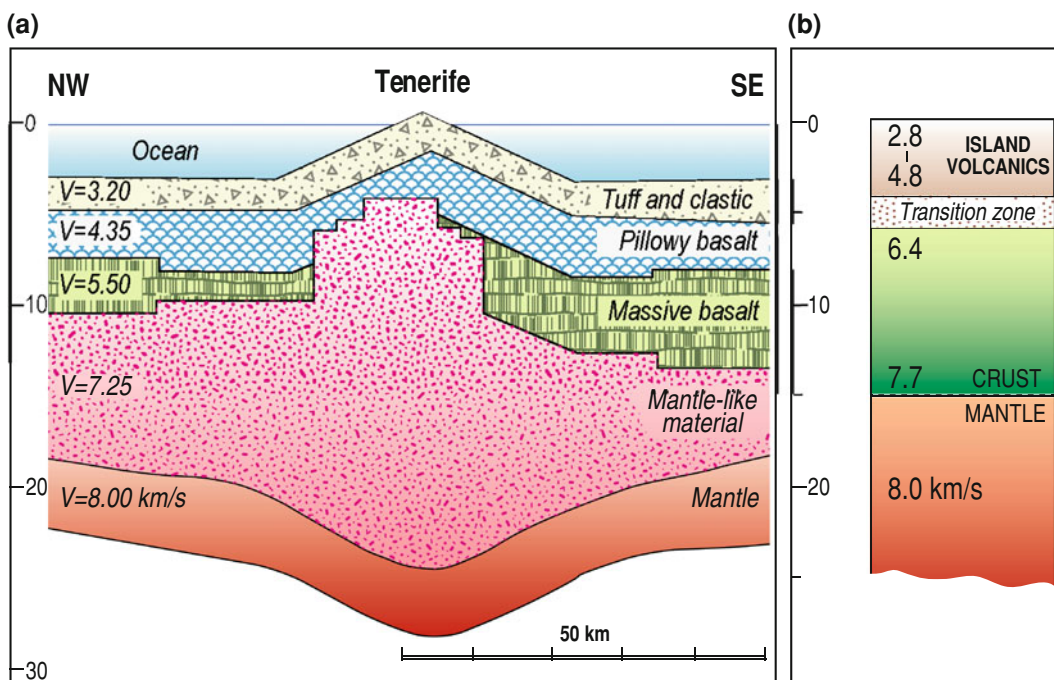 (a)
NW
Tenerife
SE
0
10
20
30
Ocean
V=3.20
Tuff and clastic
V=4.35
Pillowy basalt
V=5.50
Massive basalt
V=7.25
Mantle-like
material
V=8.00 km/s
Mantle
50 km
(b)
0
10
20
2.8
4.8
ISLAND
VOLCANICS
Transition zone
6.4
7.7
CRUST
MANTLE
8.0 km/s